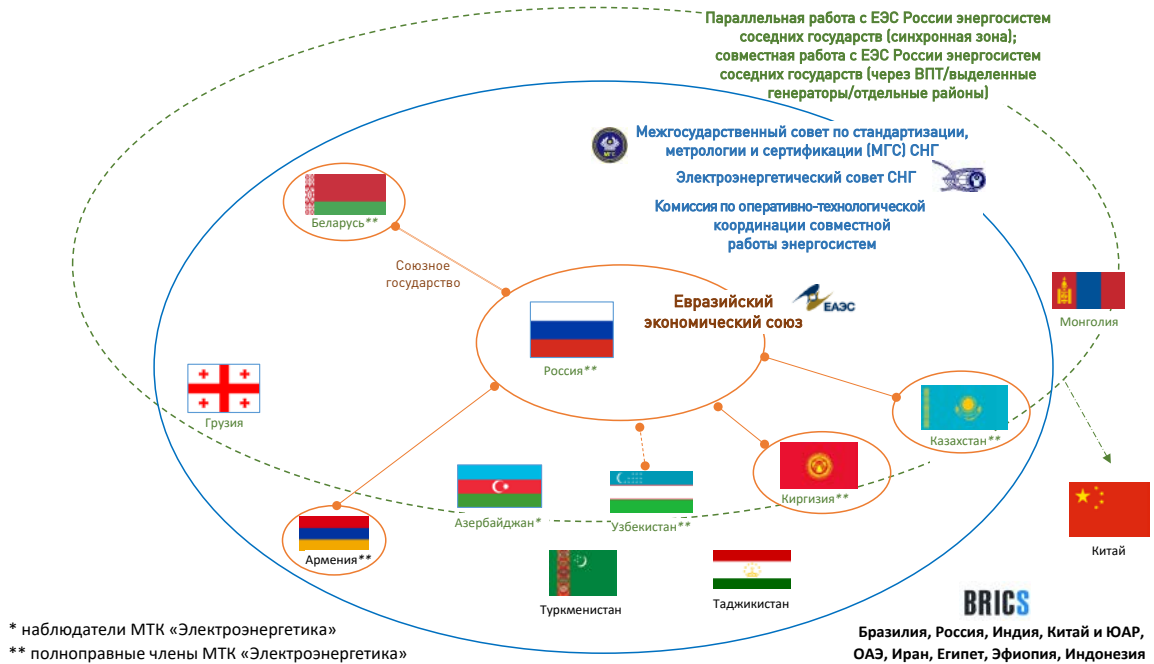 Параллельная работа с ЕЭС России энергосистем
соседних государств (синхронная зона);
совместная работа с ЕЭС России энергосистем
соседних государств (через ВПТ/выделенные
генераторы/отдельные районы)
Межгосударственный совет по стандартизации,
метрологии и сертификации (МГС) СНГ
Электроэнергетический совет СНГ
Комиссия по оперативно-технологической
координации совместной
работы энергосистем
Беларусь**
Союзное
государство
Евразийский
экономический союз
ЕАЭС
Монголия
Россия**
Грузия
Казахстан**
Азербайджан*
Узбекистан**
Киргизия**
Армения**
Китай
Туркменистан
Таджикистан
BRICS
Бразилия, Россия, Индия, Китай и ЮАР,
ОАЭ, Иран, Египет, Эфиопия, Индонезия
* наблюдатели МТК «Электроэнергетика»
** полноправные члены МТК «Электроэнергетика»